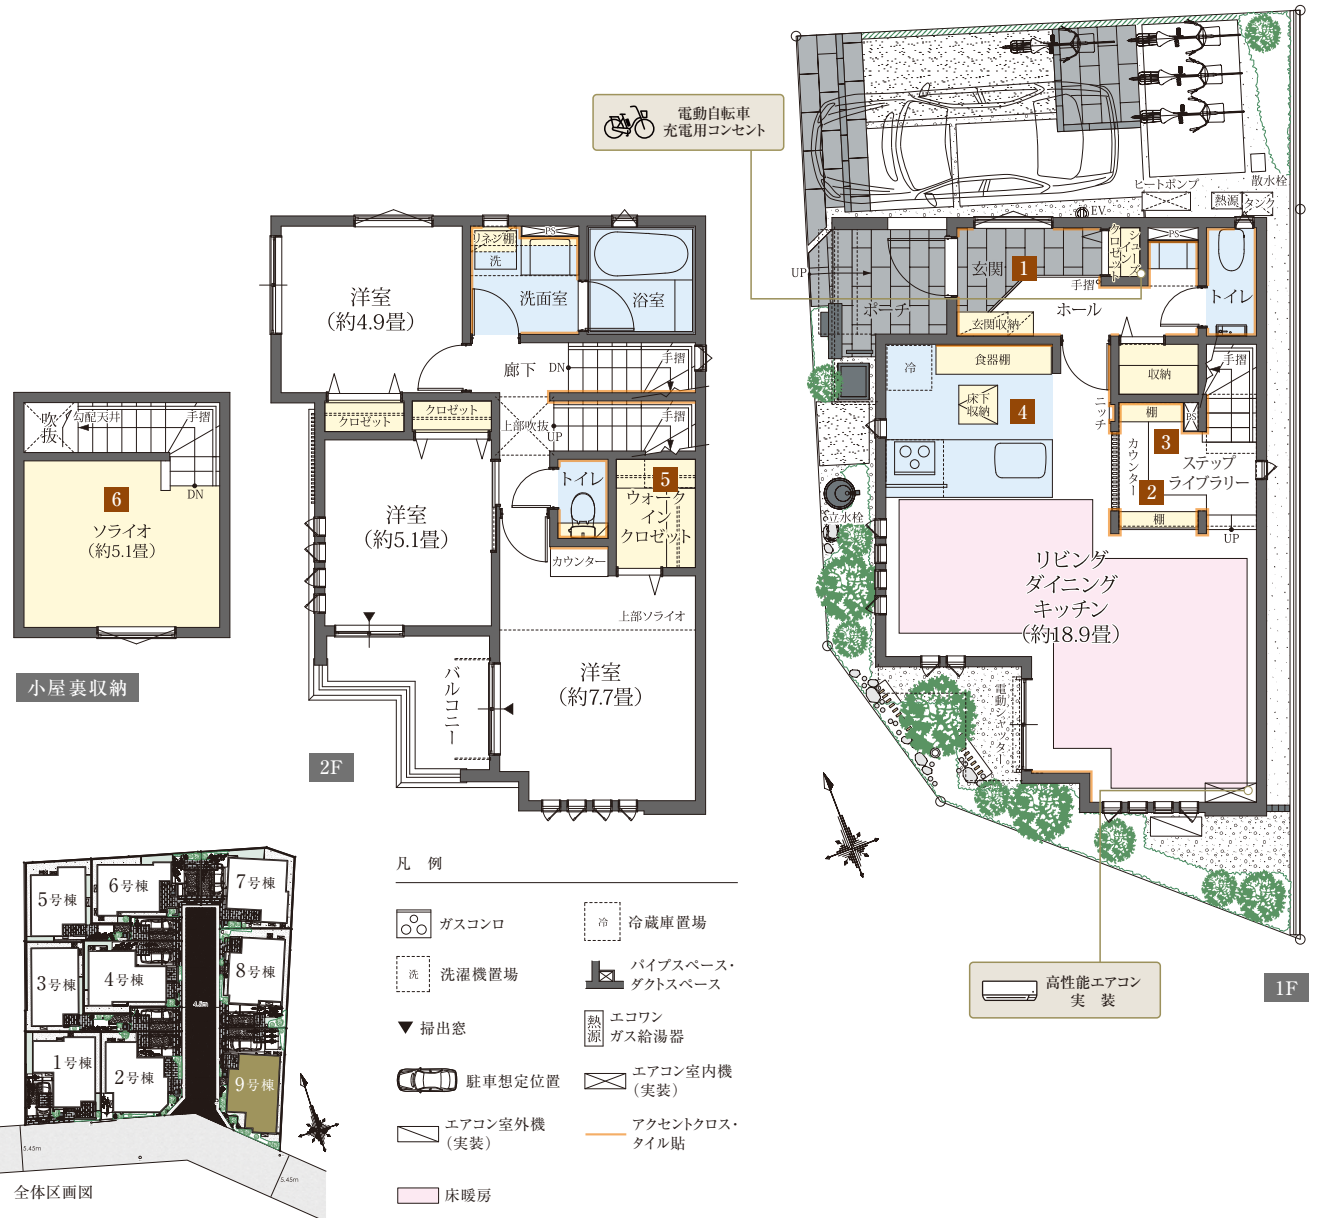 電動自転車
充電用コンセント
ヒートポンプ
散水栓
熱源
タンク
EV
PS
シューズ
インクロゼット
玄関
1
手摺
UP
ポーチ
ホール
トイレ
玄関収納
冷
食器棚
収納
手摺
床下
収納
4
ニッチ
棚
PS
3
カウンター
ステップ
ライブラリー
2
棚
UP
立水栓
リビング
ダイニング
キッチン
(約18.9畳)
電動シャッター
高性能エアコン
実 装
1F
リネン棚
PS
洗
洗面室
浴室
洋室
(約4.9畳)
廊下
DN
手摺
クロゼット
クロゼット
上部吹抜
UP
手摺
洋室
(約5.1畳)
トイレ
5
ウォーク
イン
クロゼット
カウンター
上部ソライオ
洋室
(約7.7畳)
バルコニー
2F
吹抜
勾配天井
手摺
DN
6
ソライオ
(約5.1畳)
小屋裏収納
5号棟
6号棟
7号棟
3号棟
4号棟
8号棟
1号棟
2号棟
9号棟
4.5m
5.45m
5.45m
全体区画図
凡 例
ガスコンロ
冷
冷蔵庫置場
洗
洗濯機置場
パイプスペース・
ダクトスペース
掃出窓
熱源
エコワン
ガス給湯器
駐車想定位置
エアコン室内機
(実装)
エアコン室外機
(実装)
アクセントクロス・
タイル貼
床暖房